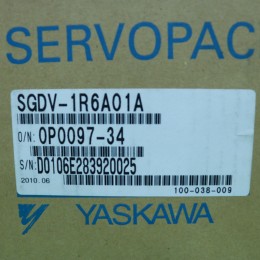 SERVOPAC
SGDV-1R6A01A
O/N: 0P0097-34
S/N: D0106E283920025
2010.06
100-038-009
YASKAWA